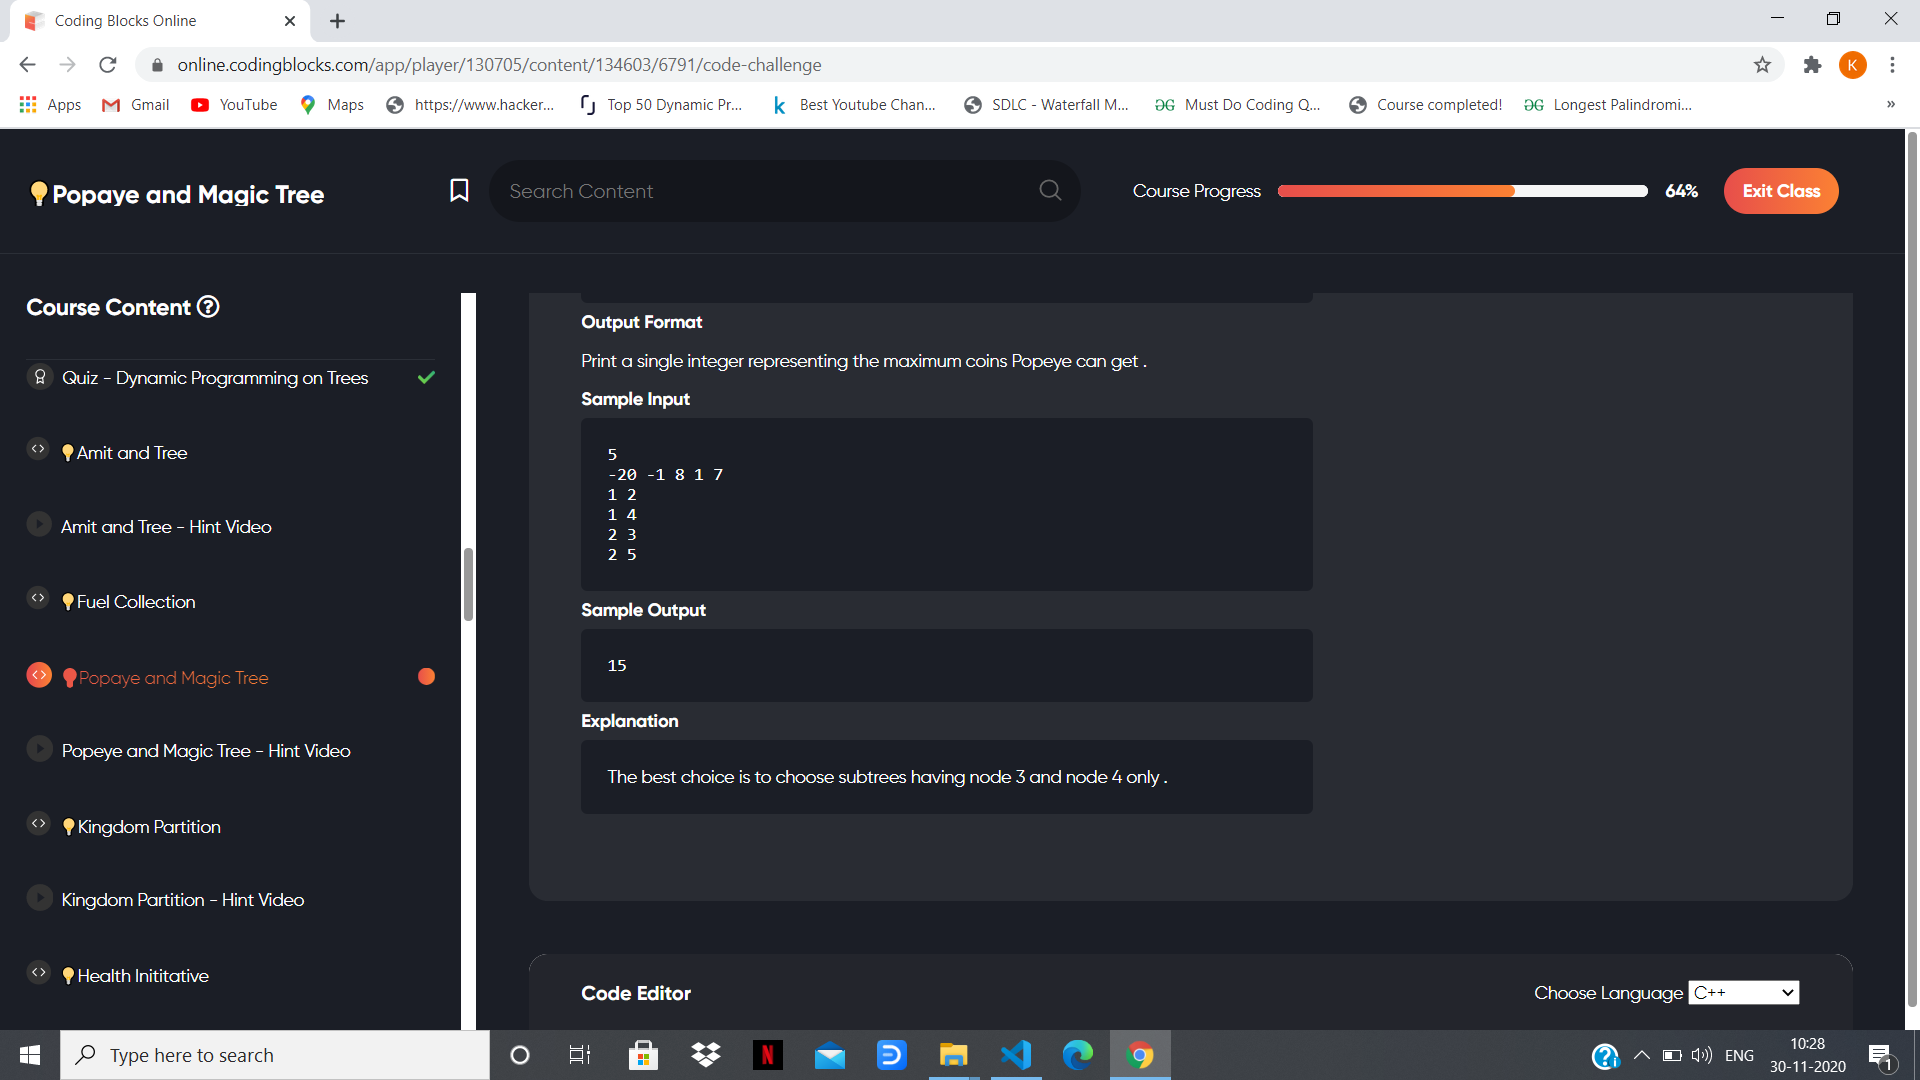 Coding Blocks Online
online.codingblocks.com/app/player/130705/content/134603/6791/code-challenge
K
Apps
Gmail
YouTube
Maps
https://www.hacker...
Top 50 Dynamic Pr...
Best Youtube Chan...
SDLC - Waterfall M...
Must Do Coding Q...
Course completed!
Longest Palindromi...
»
Popaye and Magic Tree
Search Content
Course Progress
64%
Exit Class
Course Content
Quiz - Dynamic Programming on Trees
Amit and Tree
Amit and Tree - Hint Video
Fuel Collection
Popaye and Magic Tree
Popeye and Magic Tree - Hint Video
Kingdom Partition
Kingdom Partition - Hint Video
Health Inititative
Output Format
Print a single integer representing the maximum coins Popeye can get .
Sample Input
5
-20 -1 8 1 7
1 2
1 4
2 3
2 5
Sample Output
15
Explanation
The best choice is to choose subtrees having node 3 and node 4 only .
Code Editor
Choose Language
C++
Type here to search
ENG
10:28
30-11-2020
1